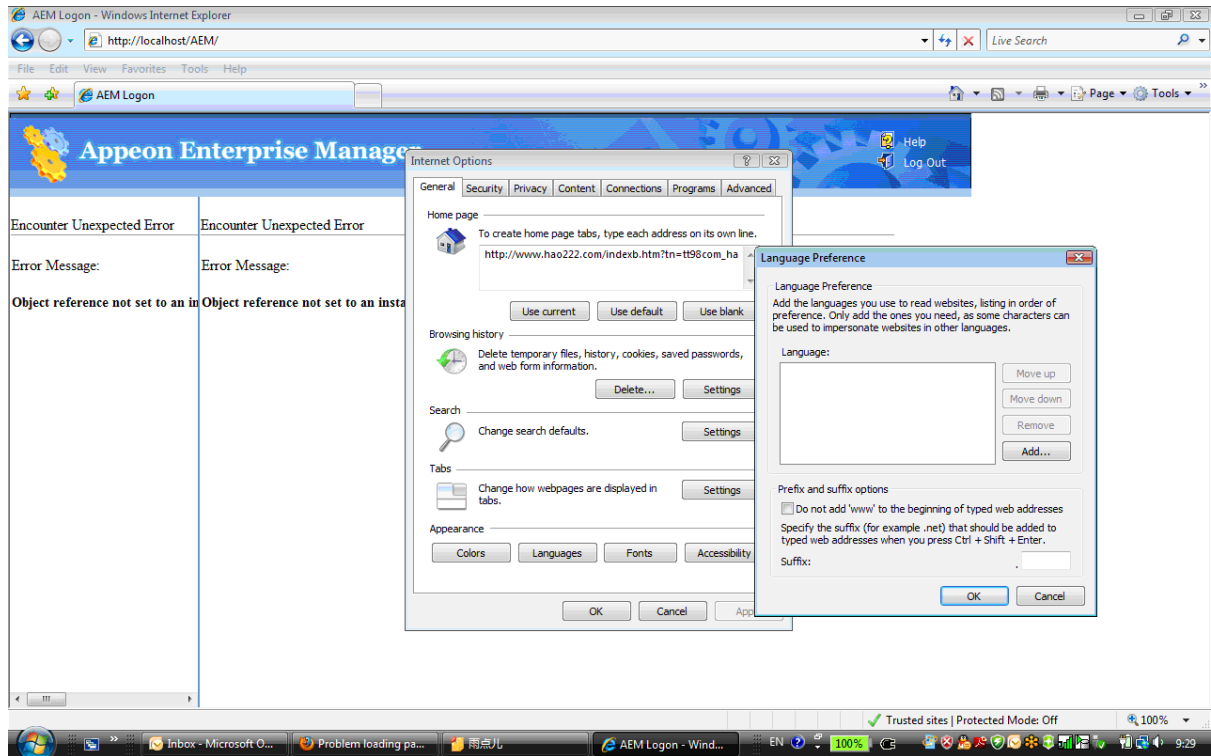 AEM Logon - Windows Internet Explorer
http://localhost/AEM/
Live Search
File Edit View Favorites Tools Help
AEM Logon
Page Tools
Appeon Enterprise Manager
Help
Log Out
Encounter Unexpected Error
Error Message:
Object reference not set to an in
Encounter Unexpected Error
Error Message:
Object reference not set to an insta
Internet Options
General Security Privacy Content Connections Programs Advanced
Home page
To create home page tabs, type each address on its own line.
http://www.hao222.com/indexb.htm?tn=tt98com_ha
Use current Use default Use blank
Browsing history
Delete temporary files, history, cookies, saved passwords,
and web form information.
Delete... Settings
Search
Change search defaults.
Settings
Tabs
Change how webpages are displayed in
tabs.
Settings
Appearance
Colors Languages Fonts Accessibility
OK Cancel App
Language Preference
Language Preference
Add the languages you use to read websites, listing in order of
preference. Only add the ones you need, as some characters can
be used to impersonate websites in other languages.
Language:
Move up
Move down
Remove
Add...
Prefix and suffix options
Do not add 'www' to the beginning of typed web addresses
Specify the suffix (for example .net) that should be added to
typed web addresses when you press Ctrl + Shift + Enter.
Suffix: .
OK Cancel
Trusted sites | Protected Mode: Off 100%
Inbox - Microsoft O... Problem loading pa... 雨点儿 AEM Logon - Wind... EN 100% 9:29